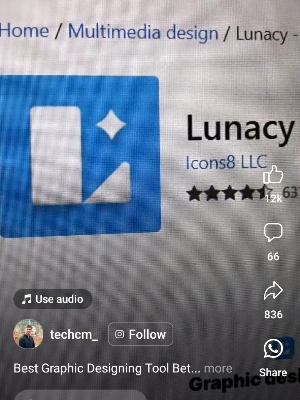 Home / Multimedia design / Lunacy -
Lunacy
Icons8 LLC
63
12k
66
836
Use audio
techcm_
Follow
Best Graphic Designing Tool Bet... more
Share
Graphic desi